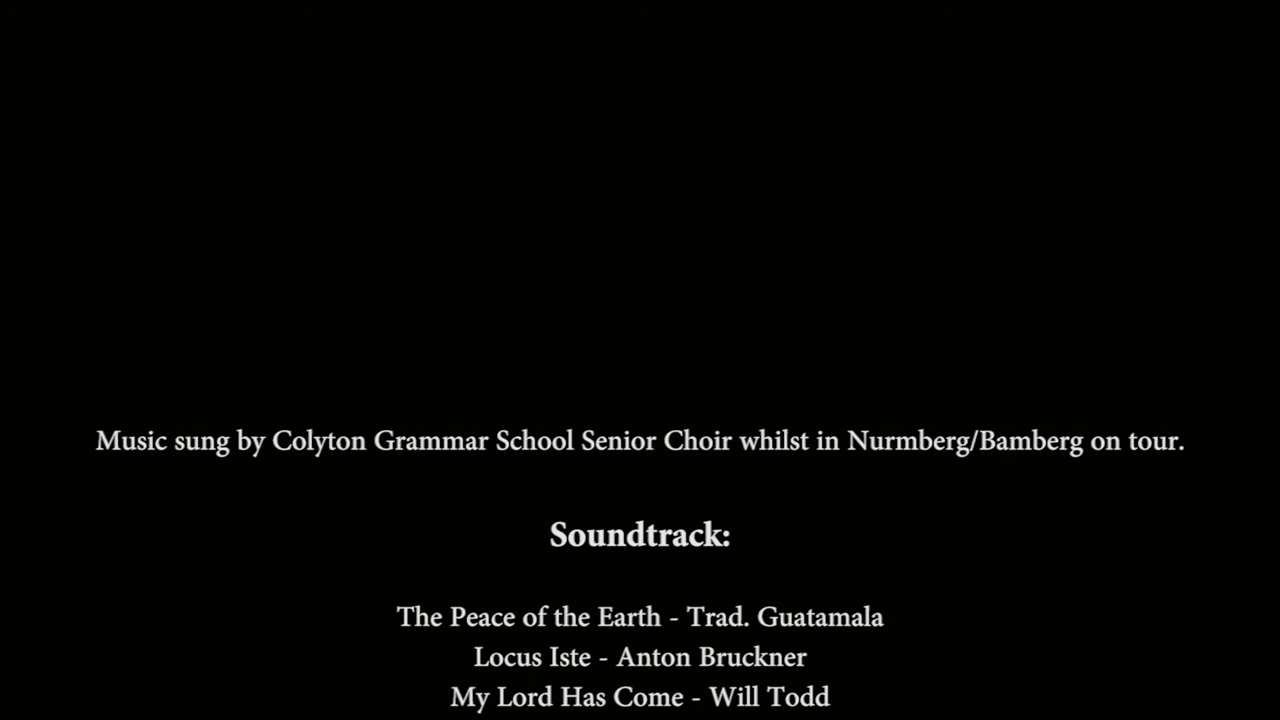 Music sung by Colyton Grammar School Senior Choir whilst in Nurmberg/Bamberg on tour.
Soundtrack:
The Peace of the Earth - Trad. Guatamala
Locus Iste - Anton Bruckner
My Lord Has Come - Will Todd